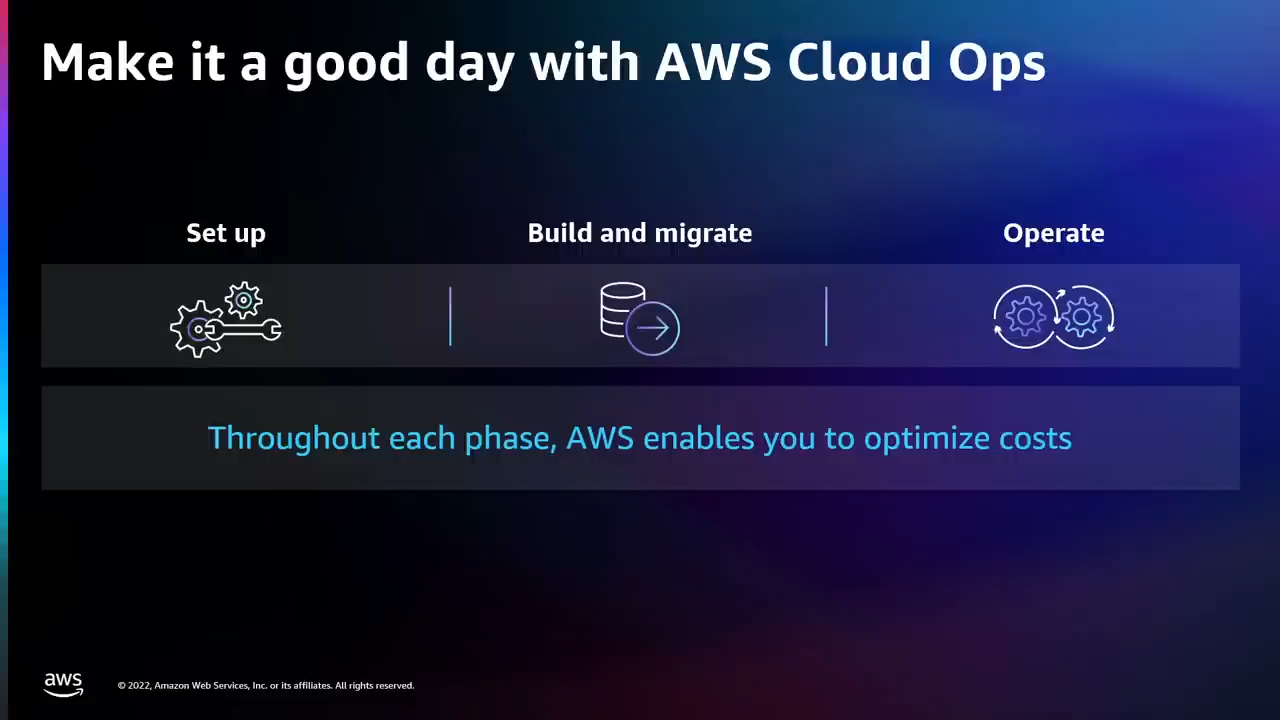 Make it a good day with AWS Cloud Ops
Set up
Build and migrate
Operate
Throughout each phase, AWS enables you to optimize costs
aws
© 2022, Amazon Web Services, Inc. or its affiliates. All rights reserved.